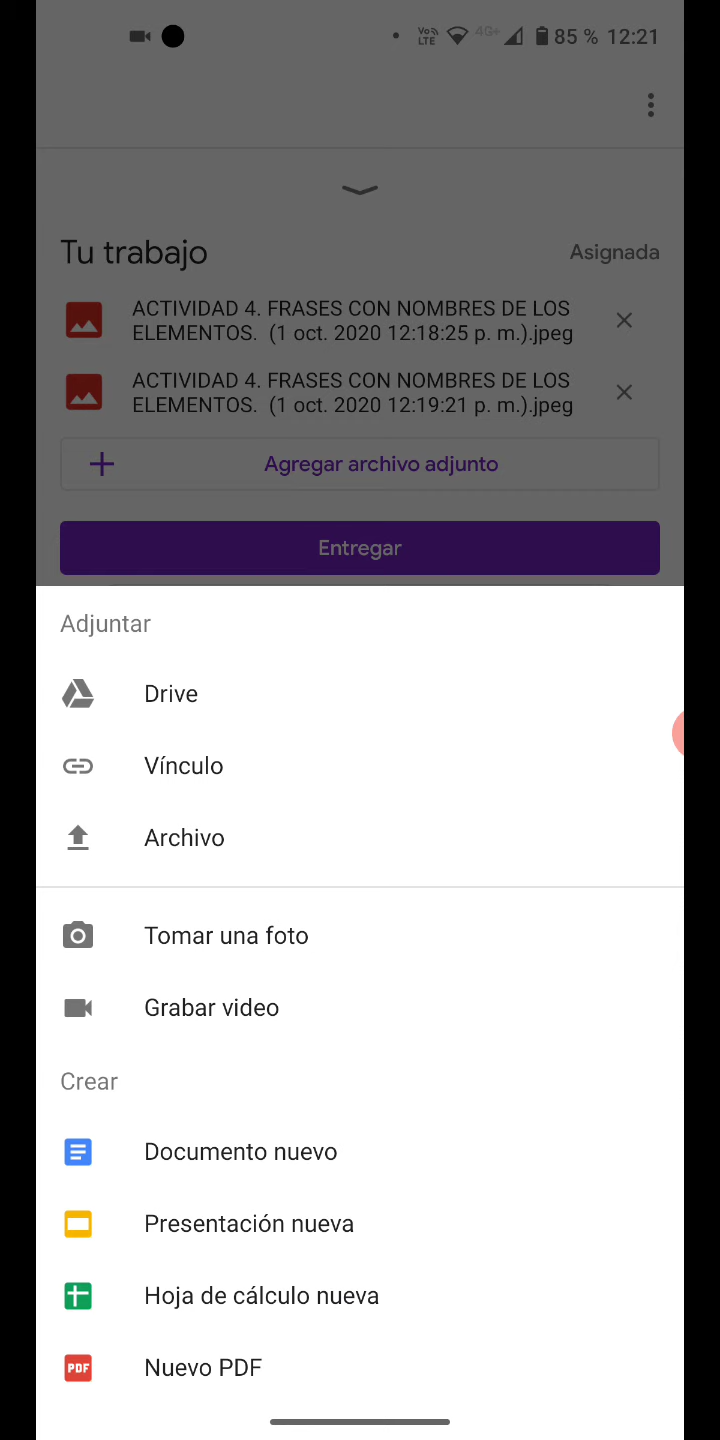 Vo) LTE 4G+ 85 % 12:21
Tu trabajo
Asignada
ACTIVIDAD 4. FRASES CON NOMBRES DE LOS
ELEMENTOS. (1 oct. 2020 12:18:25 p. m.).jpeg
ACTIVIDAD 4. FRASES CON NOMBRES DE LOS
ELEMENTOS. (1 oct. 2020 12:19:21 p. m.).jpeg
Agregar archivo adjunto
Entregar
Adjuntar
Drive
Vínculo
Archivo
Tomar una foto
Grabar video
Crear
Documento nuevo
Presentación nueva
Hoja de cálculo nueva
PDF Nuevo PDF